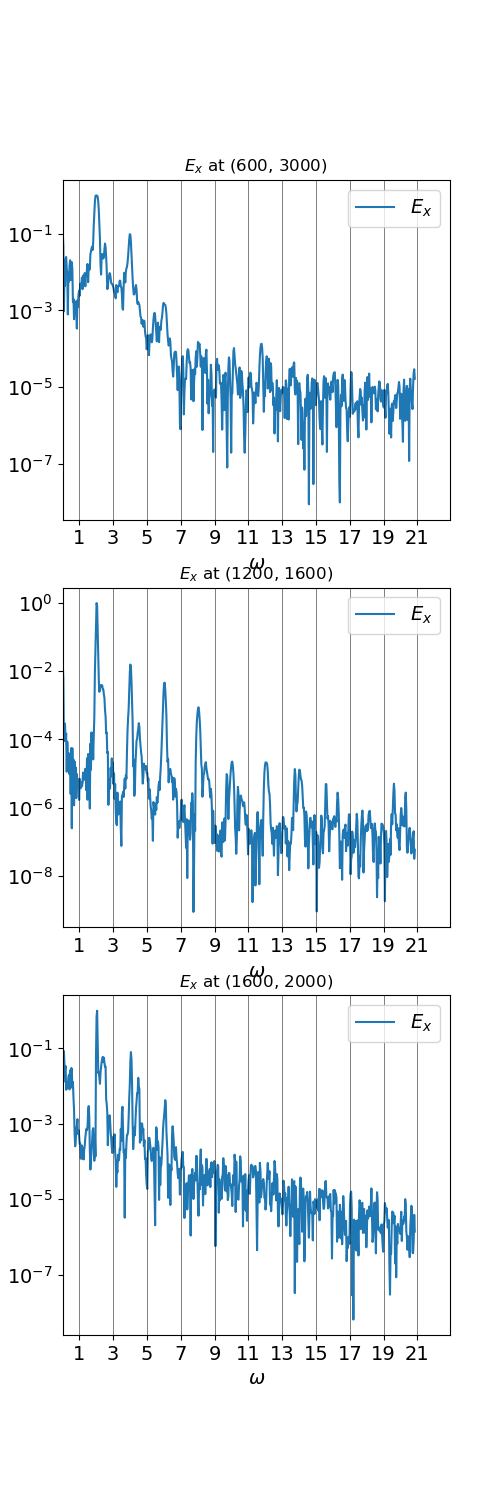 E_x at (600, 3000)
E_x
10^{-1}
10^{-3}
10^{-5}
10^{-7}
1 3 5 7 9 11 13 15 17 19 21
ω
E_x at (1200, 1600)
E_x
10^0
10^{-2}
10^{-4}
10^{-6}
10^{-8}
1 3 5 7 9 11 13 15 17 19 21
ω
E_x at (1600, 2000)
E_x
10^{-1}
10^{-3}
10^{-5}
10^{-7}
1 3 5 7 9 11 13 15 17 19 21
ω